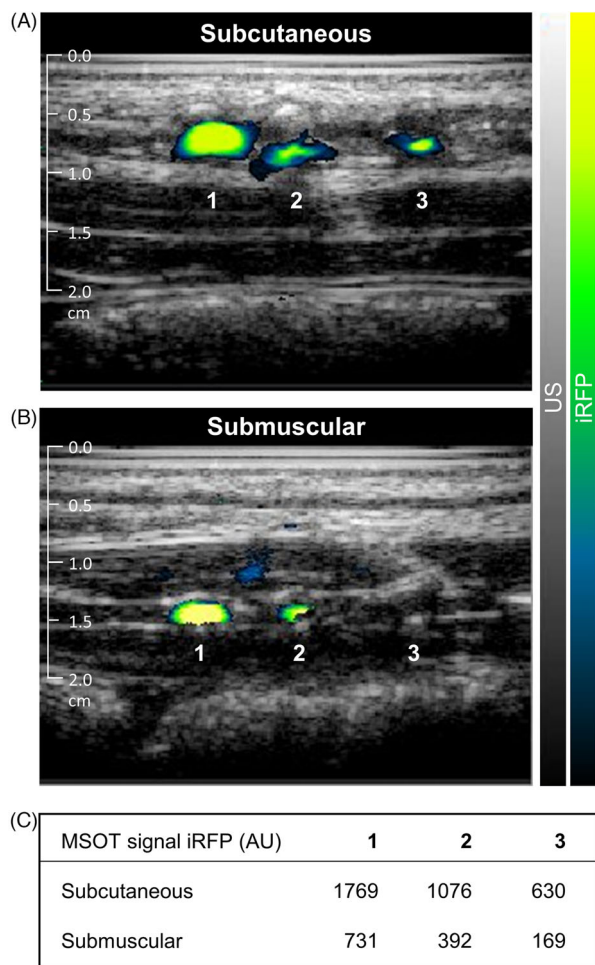 (A)
Subcutaneous
0.0
0.5
1.0
1.5
2.0
cm
1 2 3
(B)
Submuscular
0.0
0.5
1.0
1.5
2.0
cm
1 2 3
US
iRFP
(C)
MSOT signal iRFP (AU) 1 2 3
Subcutaneous 1769 1076 630
Submuscular 731 392 169